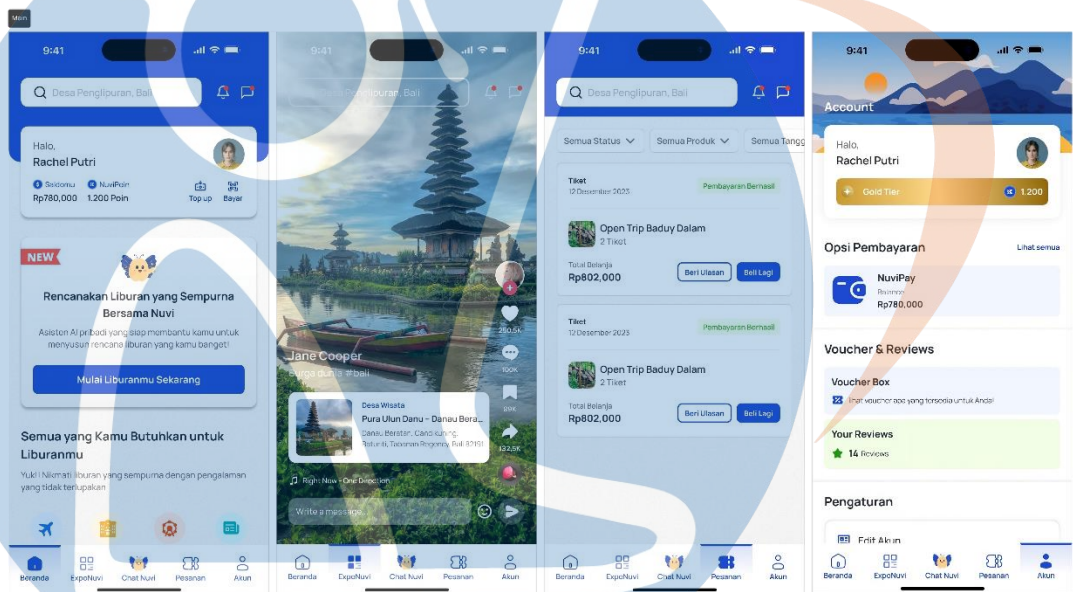 Main
9:41
Desa Penglipuran, Bali
Halo,
Rachel Putri
Saldomu
NuviPoin
Rp780,000
1.200 Poin
Top up
Bayar
NEW
Rencanakan Liburan yang Sempurna
Bersama Nuvi
Asisten AI pribadi yang siap membantu kamu untuk
menyusun rencana liburan yang kamu banget!
Mulai Liburanmu Sekarang
Semua yang Kamu Butuhkan untuk
Liburanmu
Yuk! Nikmati liburan yang sempurna dengan pengalaman
yang tidak terlupakan
Beranda
ExpoNuvi
Chat Nuvi
Pesanan
Akun
9:41
Desa Penglipuran, Bali
250,5K
100K
89K
132,5K
Jane Cooper
Surga dunia #bali
Desa Wisata
Pura Ulun Danu – Danau Bera...
Danau Beratan, Candikuning,
Baturiti, Tabanan Regency, Bali 82191
Right Now - One Direction
Write a message...
Beranda
ExpoNuvi
Chat Nuvi
Pesanan
Akun
9:41
Desa Penglipuran, Bali
Semua Status
Semua Produk
Semua Tangg
Tiket
12 Desember 2023
Pembayaran Berhasil
Open Trip Baduy Dalam
2 Tiket
Total Belanja
Rp802,000
Beri Ulasan
Beli Lagi
Tiket
12 Desember 2023
Pembayaran Berhasil
Open Trip Baduy Dalam
2 Tiket
Total Belanja
Rp802,000
Beri Ulasan
Beli Lagi
Beranda
ExpoNuvi
Chat Nuvi
Pesanan
Akun
9:41
Account
Halo,
Rachel Putri
Gold Tier
1.200
Opsi Pembayaran
Lihat semua
NuviPay
Balance
Rp780,000
Voucher & Reviews
Voucher Box
lihat voucher apa yang tersedia untuk Anda!
Your Reviews
14 Reviews
Pengaturan
Edit Akun
Beranda
ExpoNuvi
Chat Nuvi
Pesanan
Akun